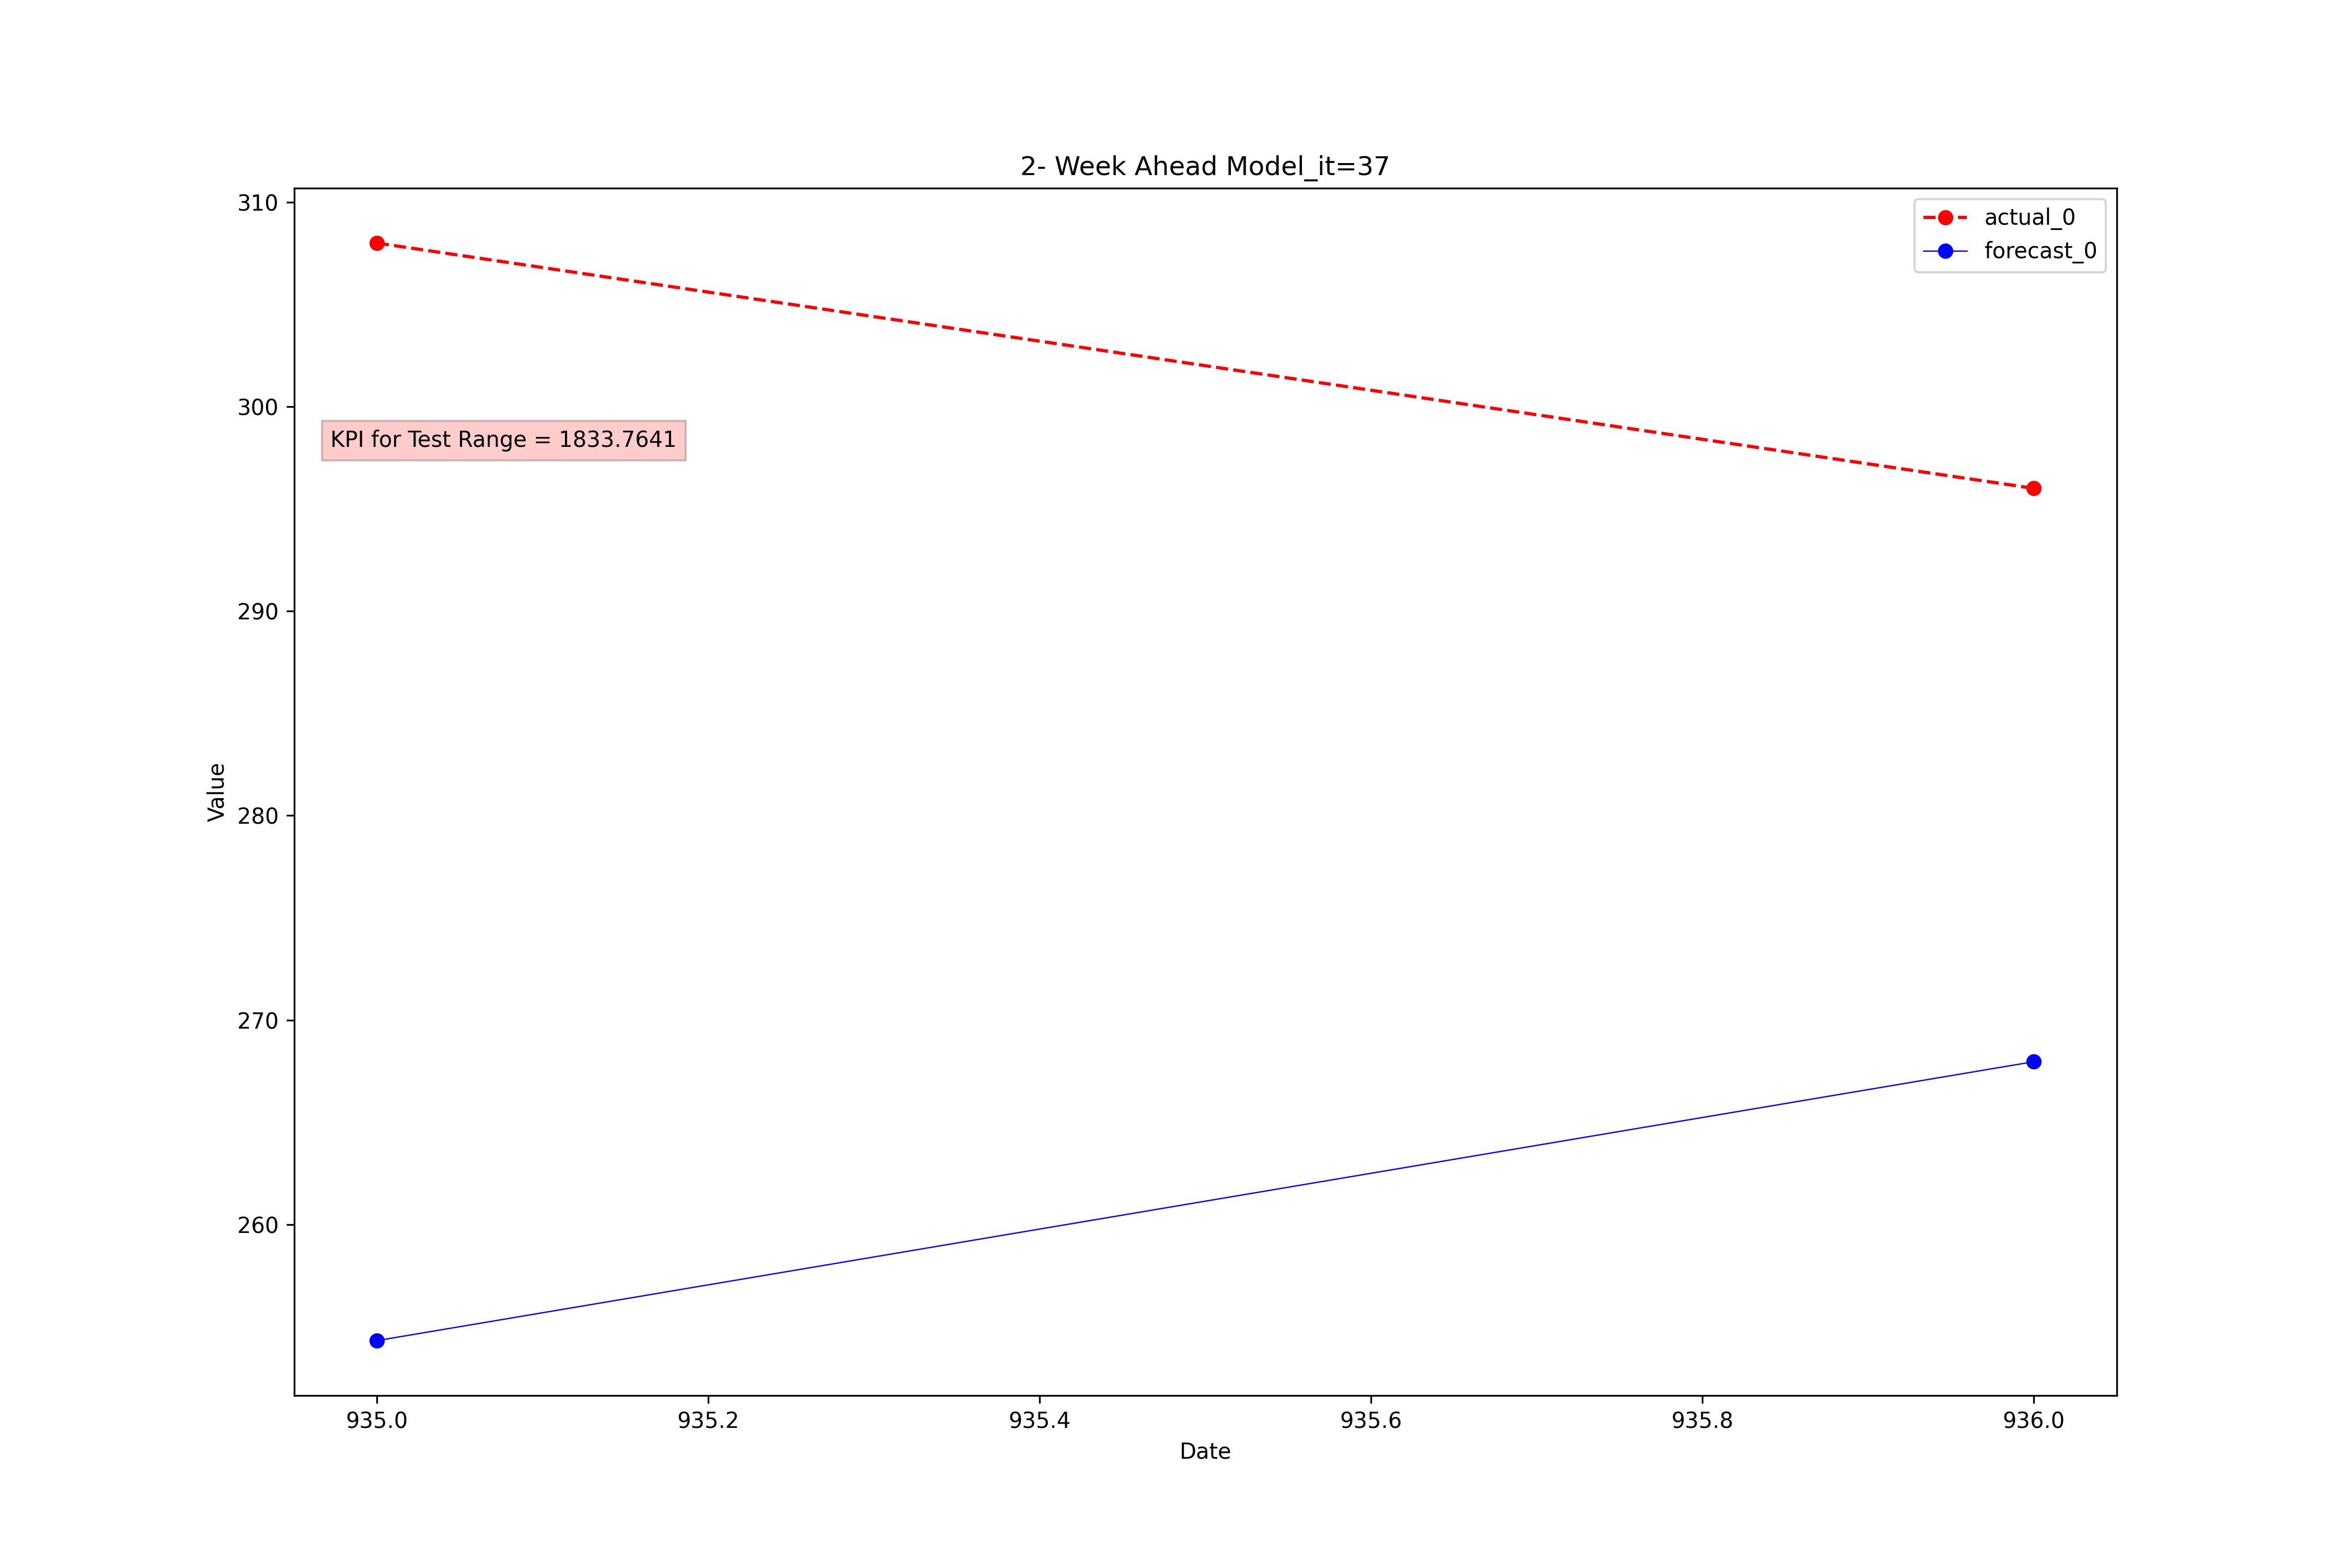 2- Week Ahead Model_it=37
310
300
290
280
270
260
Value
actual_0
forecast_0
KPI for Test Range = 1833.7641
935.0 935.2 935.4 935.6 935.8 936.0
Date